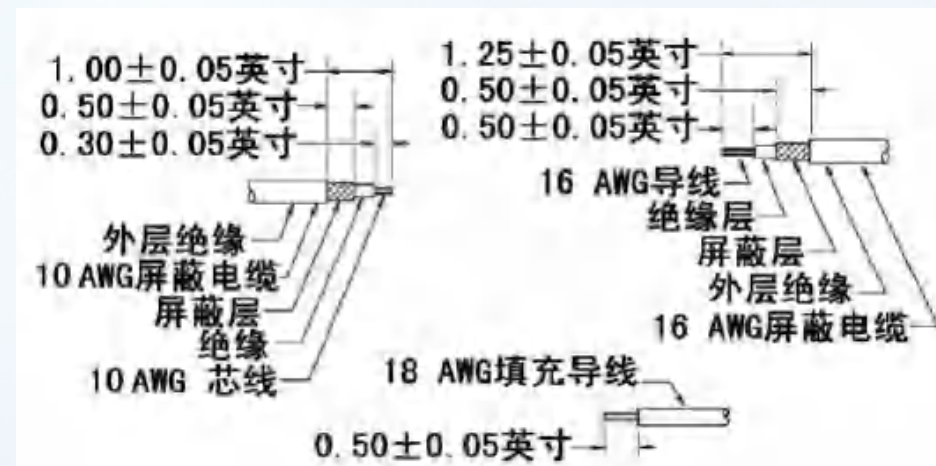 1.00±0.05英寸
0.50±0.05英寸
0.30±0.05英寸
外层绝缘
10 AWG屏蔽电缆
屏蔽层
绝缘
10 AWG 芯线
1.25±0.05英寸
0.50±0.05英寸
0.50±0.05英寸
16 AWG导线
绝缘层
屏蔽层
外层绝缘
16 AWG屏蔽电缆
18 AWG填充导线
0.50±0.05英寸